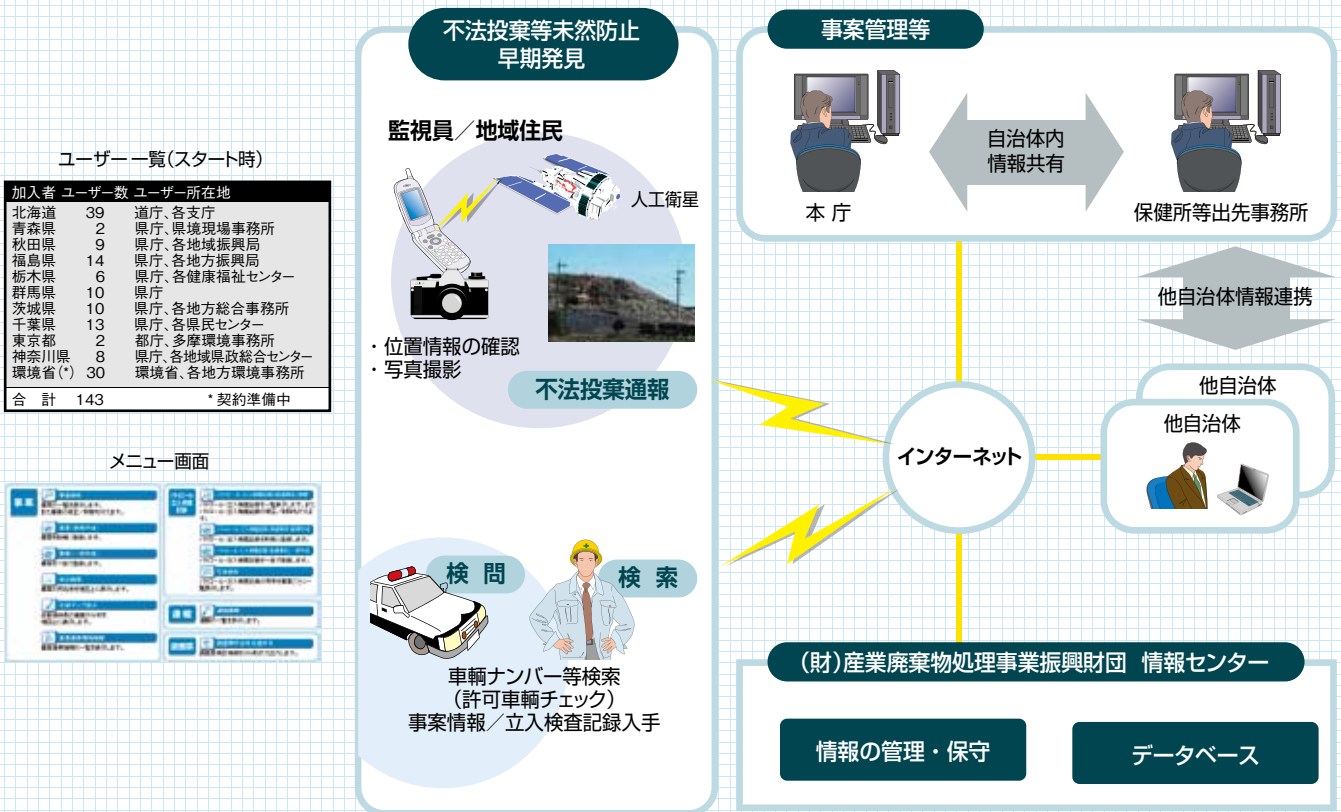 ユーザー一覧(スタート時)
加入者 ユーザー数 ユーザー所在地
北海道 39 道庁、各支庁
青森県 2 県庁、県境現場事務所
秋田県 9 県庁、各地域振興局
福島県 14 県庁、各地方振興局
栃木県 6 県庁、各健康福祉センター
群馬県 10 県庁
茨城県 10 県庁、各地方総合事務所
千葉県 13 県庁、各県民センター
東京都 2 都庁、多摩環境事務所
神奈川県 8 県庁、各地域県政総合センター
環境省(*) 30 環境省、各地方環境事務所
合 計 143 *契約準備中
メニュー画面
事案
通報
不法投棄等未然防止
早期発見
監視員/地域住民
人工衛星
・位置情報の確認
・写真撮影
不法投棄通報
検 問
検 索
車輌ナンバー等検索
(許可車輌チェック)
事案情報/立入検査記録入手
事案管理等
自治体内
情報共有
本 庁
保健所等出先事務所
他自治体情報連携
他自治体
他自治体
インターネット
(財)産業廃棄物処理事業振興財団 情報センター
情報の管理・保守
データベース